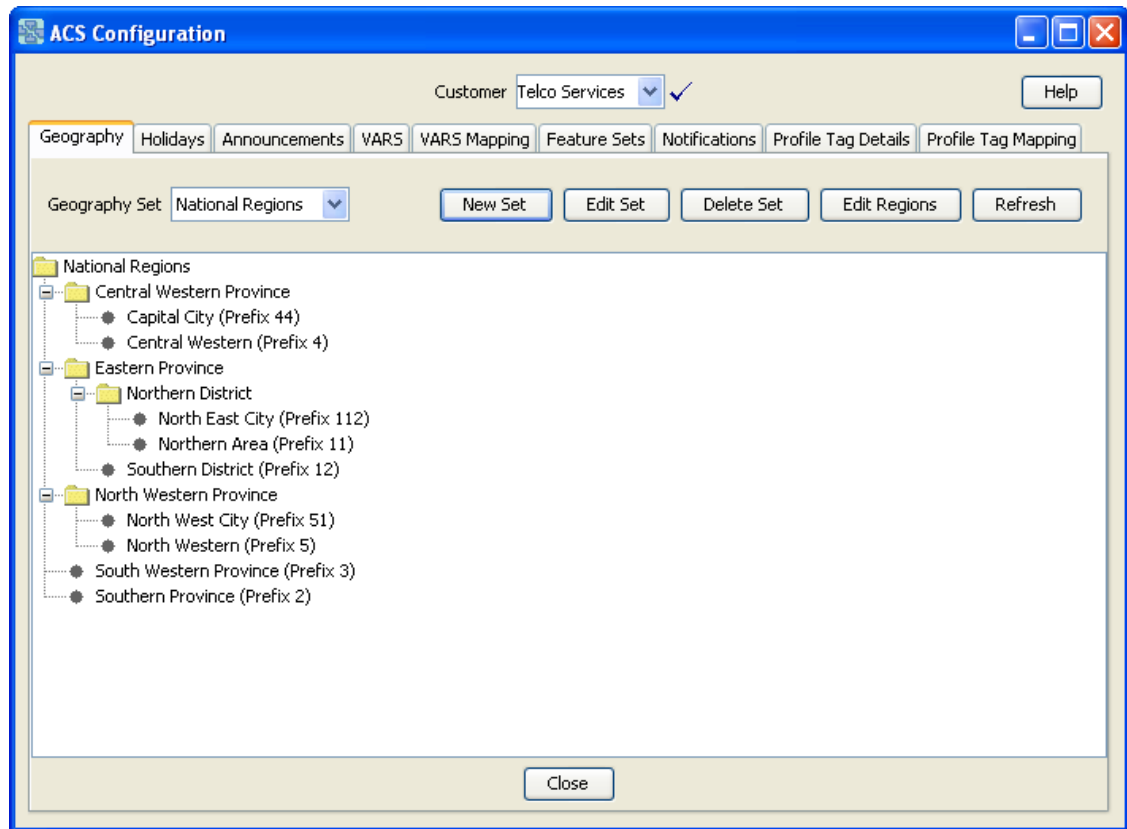 ACS Configuration
Customer Telco Services Help
Geography Holidays Announcements VARS VARS Mapping Feature Sets Notifications Profile Tag Details Profile Tag Mapping
Geography Set National Regions New Set Edit Set Delete Set Edit Regions Refresh
National Regions
Central Western Province
Capital City (Prefix 44)
Central Western (Prefix 4)
Eastern Province
Northern District
North East City (Prefix 112)
Northern Area (Prefix 11)
Southern District (Prefix 12)
North Western Province
North West City (Prefix 51)
North Western (Prefix 5)
South Western Province (Prefix 3)
Southern Province (Prefix 2)
Close